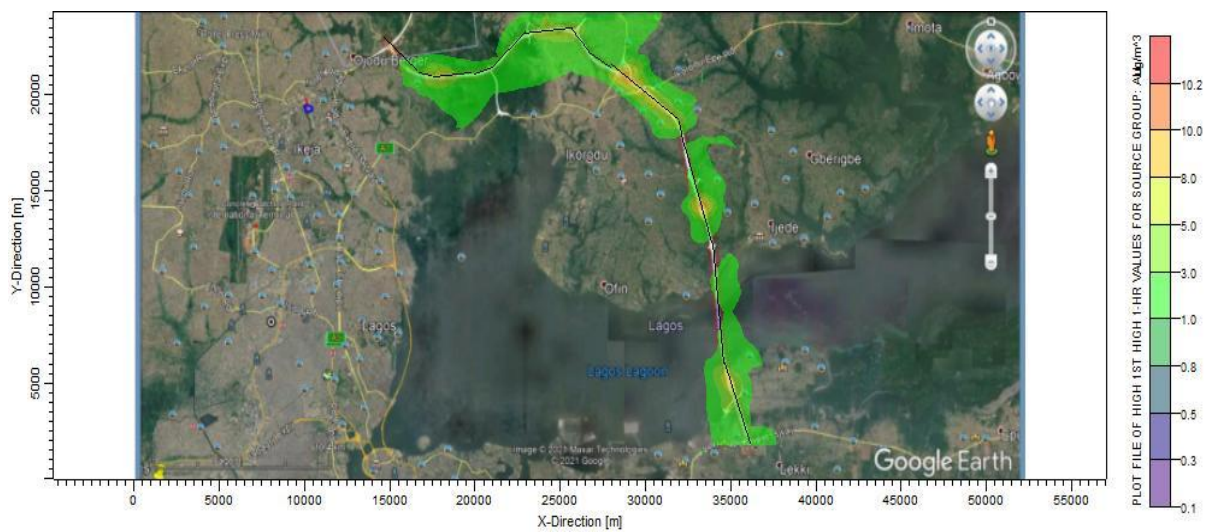 Imota
Ojodu Berger
Agbow
20000
Ikeja
Ikorodu
Gberigbe
15000
Ijede
10000
Ofin
Lagos
Lagos
5000
Lagos Lagoon
Image © 2021 Maxar Technologies
© 2021 Google
Lekki
Google Earth
Y-Direction [m]
0 5000 10000 15000 20000 25000 30000 35000 40000 45000 50000 55000
X-Direction [m]
PLOT FILE OF HIGH 1ST HIGH 1-HR VALUES FOR SOURCE GROUP:
10.2
10.0
8.0
5.0
3.0
1.0
0.8
0.5
0.3
0.1